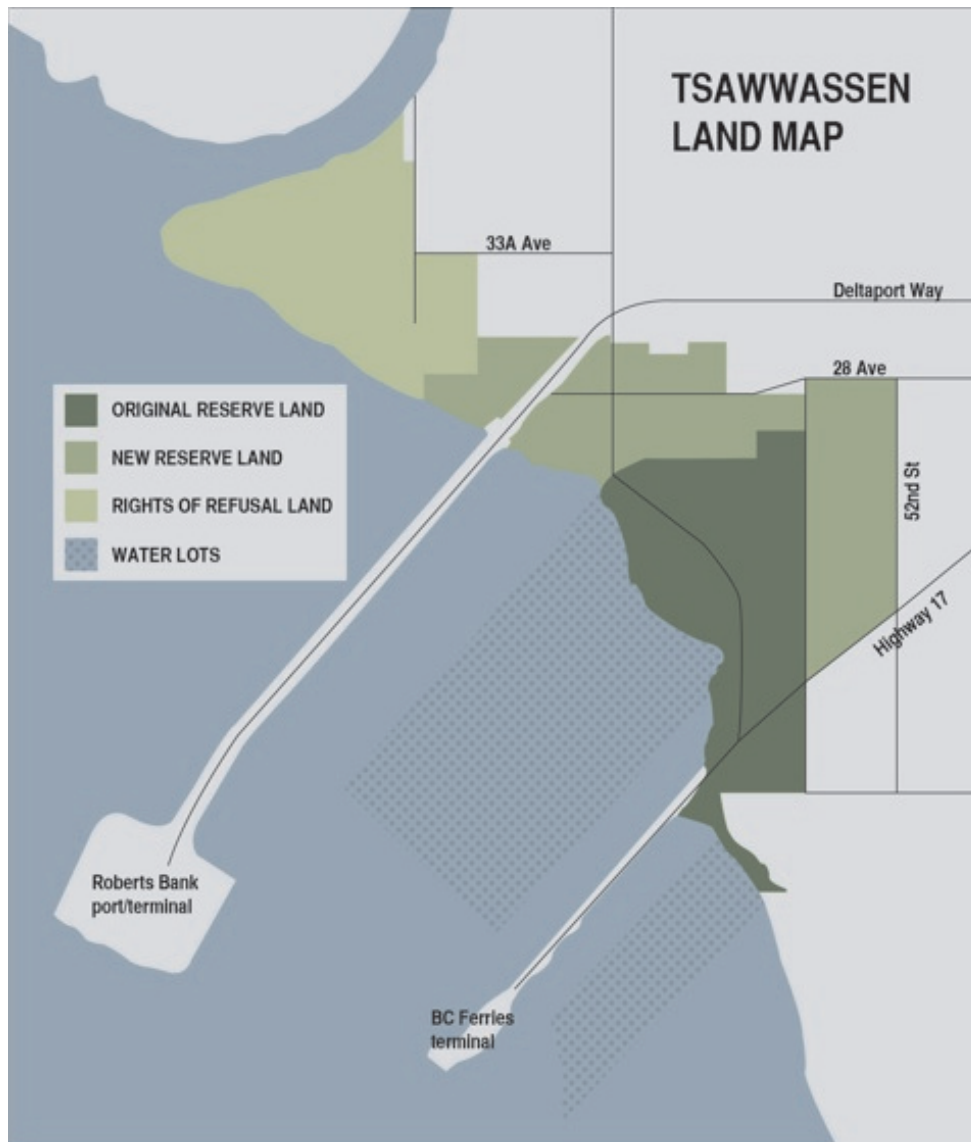 TSAWWASSEN
LAND MAP
33A Ave
Deltaport Way
28 Ave
ORIGINAL RESERVE LAND
NEW RESERVE LAND
RIGHTS OF REFUSAL LAND
WATER LOTS
52nd St
Highway 17
Roberts Bank
port/terminal
BC Ferries
terminal